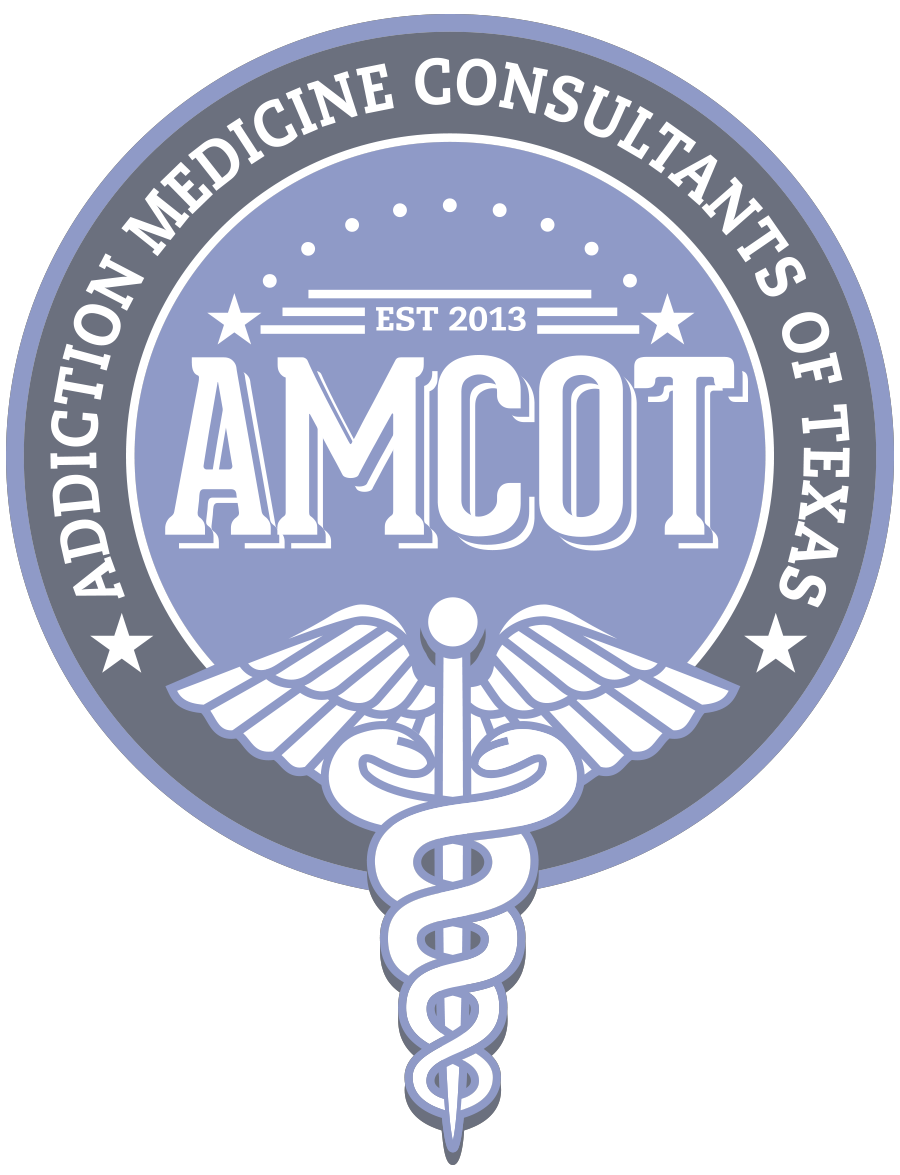 ADDICTION MEDICINE CONSULTANTS OF TEXAS
EST 2013
AMCOT